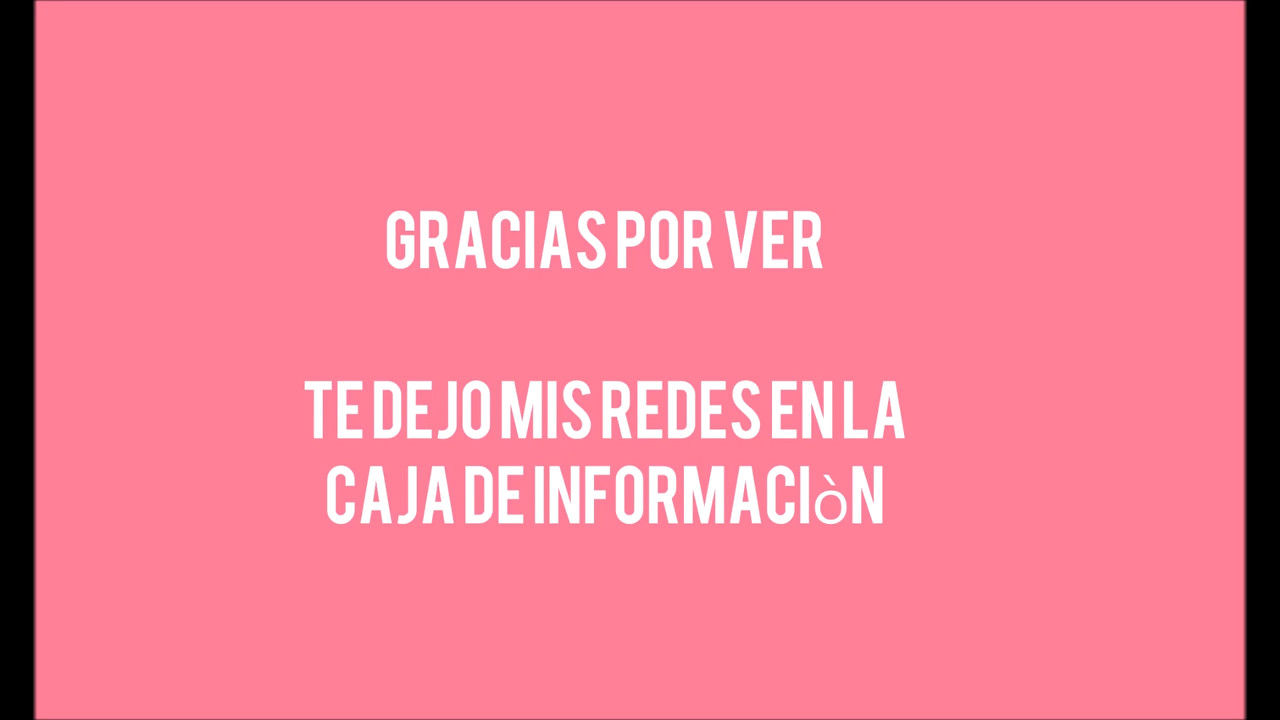 GRACIAS POR VER
TE DEJO MIS REDES EN LA
CAJA DE INFORMACIòN